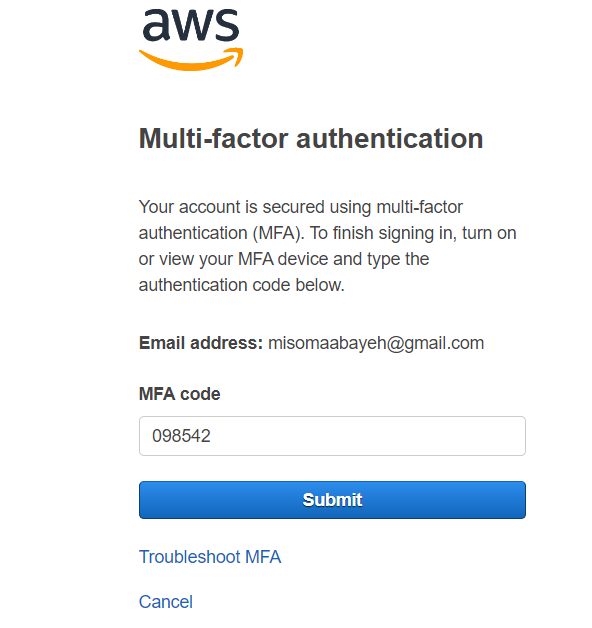 aws
Multi-factor authentication
Your account is secured using multi-factor
authentication (MFA). To finish signing in, turn on
or view your MFA device and type the
authentication code below.
Email address: misomaabayeh@gmail.com
MFA code
098542
Submit
Troubleshoot MFA
Cancel